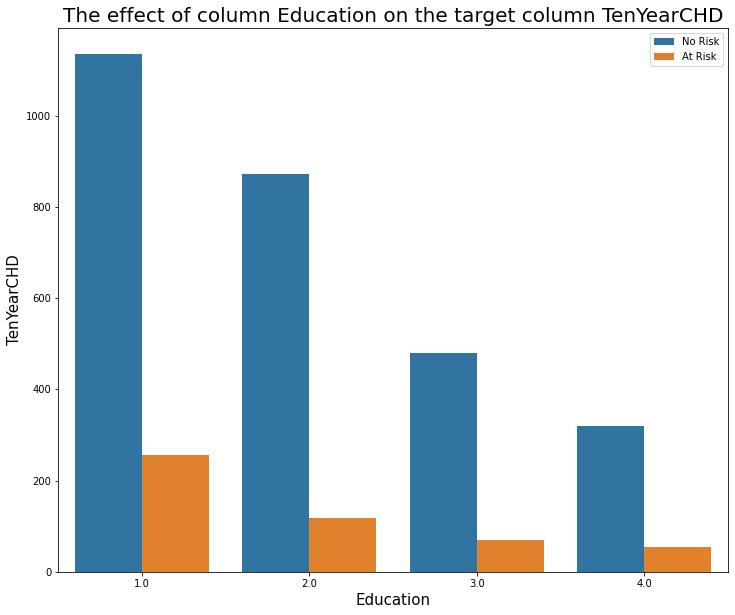 The effect of column Education on the target column TenYearCHD
No Risk
At Risk
1000
800
600
400
200
0
TenYearCHD
1.0 2.0 3.0 4.0
Education